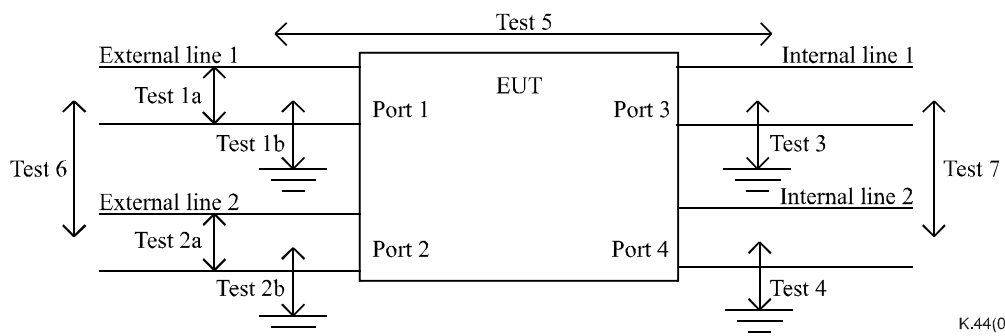 Test 5
External line 1
Internal line 1
EUT
Test 1a
Port 1
Port 3
Test 1b
Test 3
Test 6
Test 7
External line 2
Internal line 2
Test 2a
Port 2
Port 4
Test 2b
Test 4
K.44(0